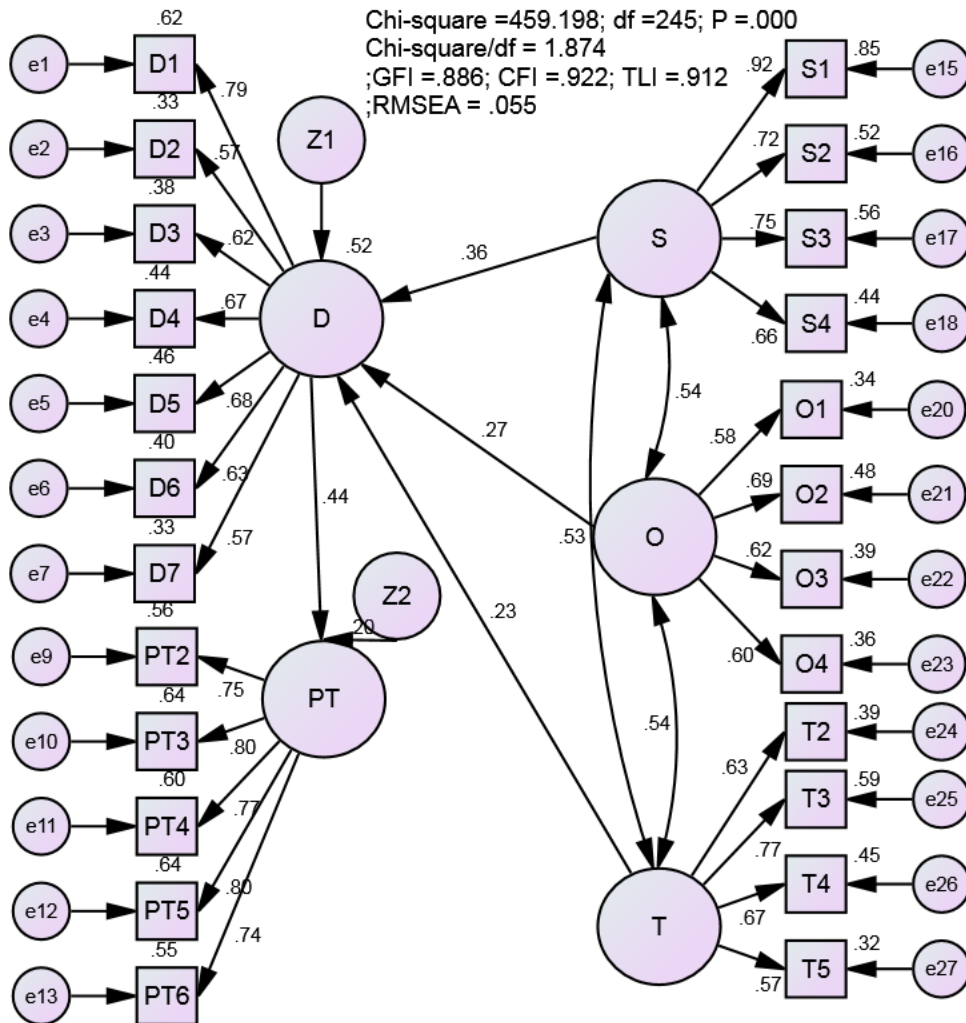 Chi-square =459.198; df =245; P =.000
Chi-square/df = 1.874
;GFI =.886; CFI =.922; TLI =.912
;RMSEA = .055
.62
e1 D1 .79
.33
e2 D2 .57
.38
e3 D3 .62
.44
e4 D4 .67
.46
e5 D5 .68
.40
e6 D6 .63
.33
e7 D7 .57
.56
e9 PT2 .75
.64
e10 PT3 .80
.60
e11 PT4 .77
.64
e12 PT5 .80
.55
e13 PT6 .74
Z1
.52
D
.44
Z2
.20
PT
.36
.27
.23
S
.54
.53
O
.54
T
.92 S1 .85 e15
.72 S2 .52 e16
.75 S3 .56 e17
.66 S4 .44 e18
.58 O1 .34 e20
.69 O2 .48 e21
.62 O3 .39 e22
.60 O4 .36 e23
.63 T2 .39 e24
.77 T3 .59 e25
.67 T4 .45 e26
.57 T5 .32 e27